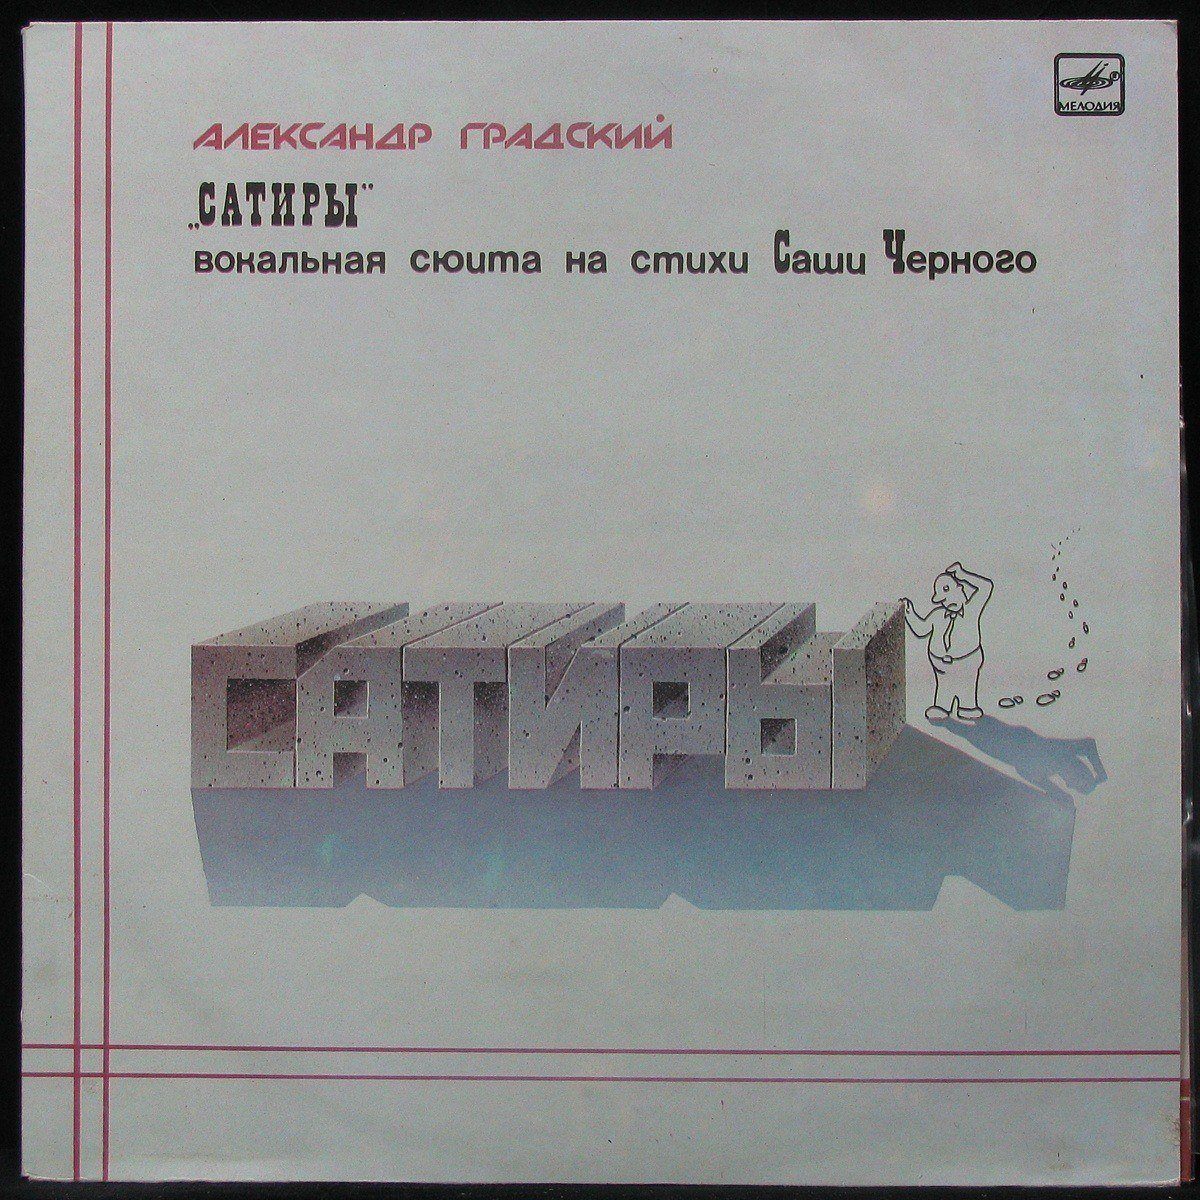 МЕЛОДИЯ
АЛЕКСАНДР ГРАДСКИЙ
„САТИРЫ“
вокальная сюита на стихи Саши Черного
САТИРЫ